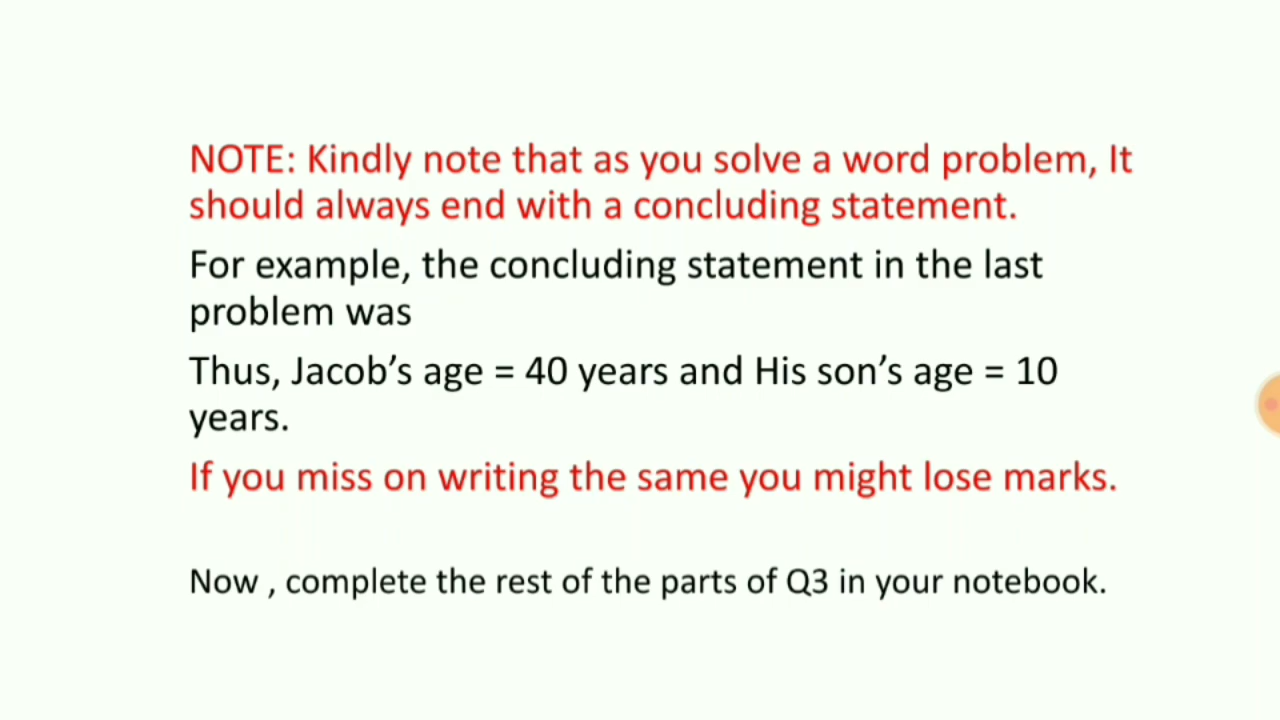 NOTE: Kindly note that as you solve a word problem, It
should always end with a concluding statement.
For example, the concluding statement in the last
problem was
Thus, Jacob’s age = 40 years and His son’s age = 10
years.
If you miss on writing the same you might lose marks.
Now , complete the rest of the parts of Q3 in your notebook.